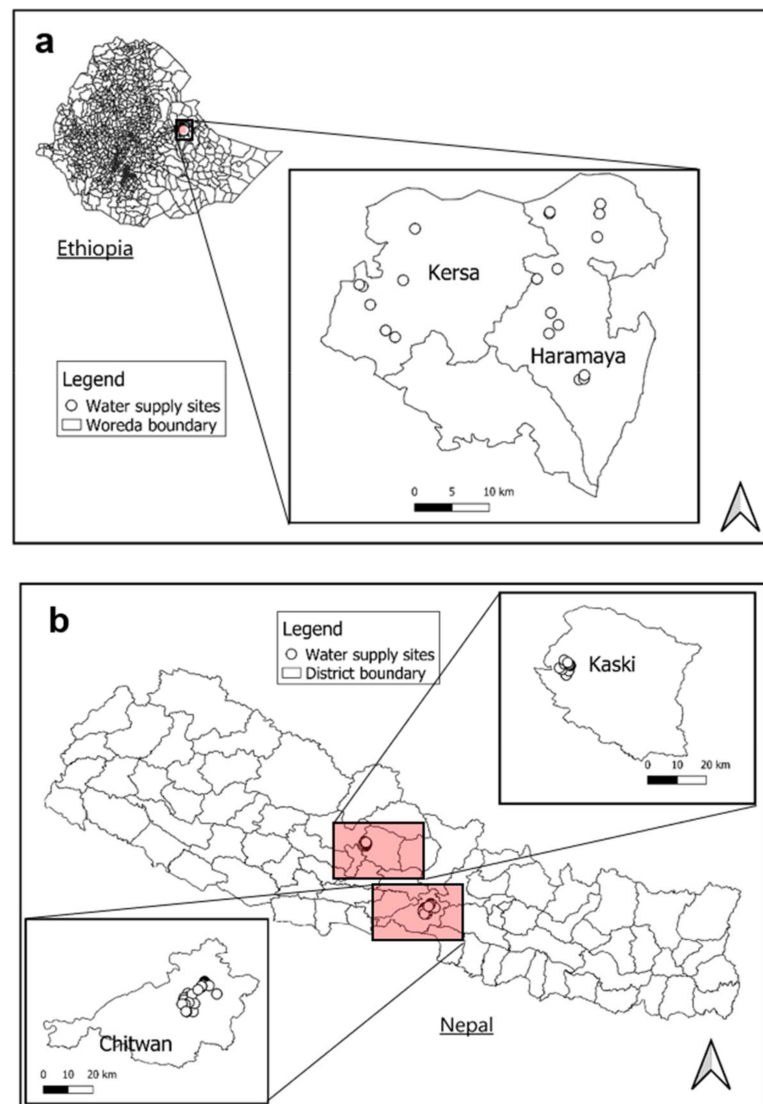 a
Ethiopia
Kersa
Haramaya
Legend
Water supply sites
Woreda boundary
0 5 10 km
b
Legend
Water supply sites
District boundary
Kaski
0 10 20 km
Chitwan
0 10 20 km
Nepal